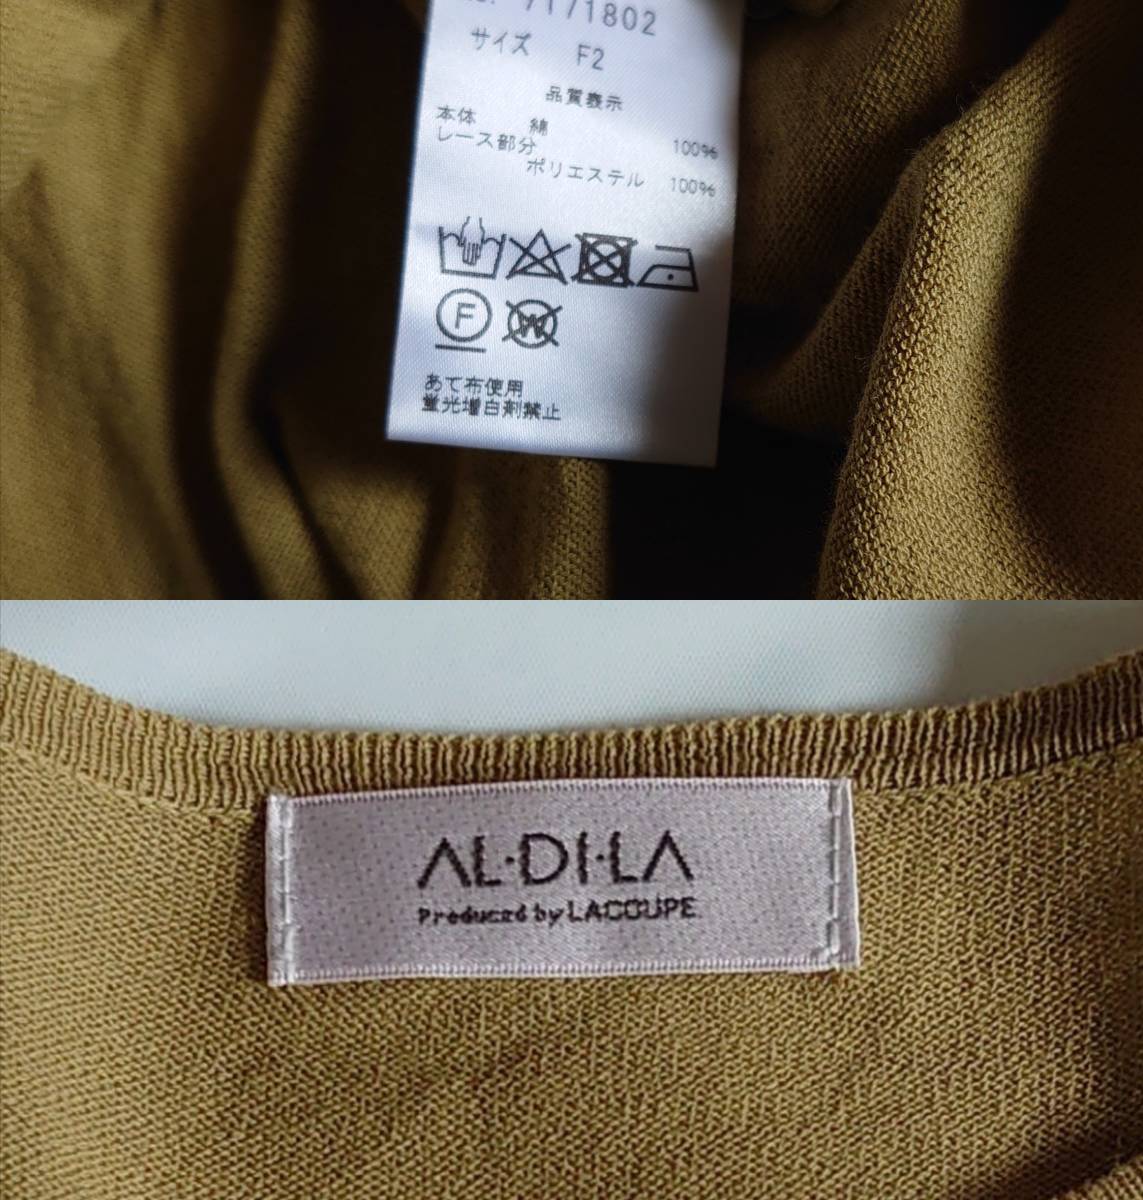 7171802
サイズ F2
品質表示
本体 綿 100%
レース部分
ポリエステル 100%
F
W
あて布使用
蛍光増白剤禁止
AL·DI·LA
Produced by LACOUPE